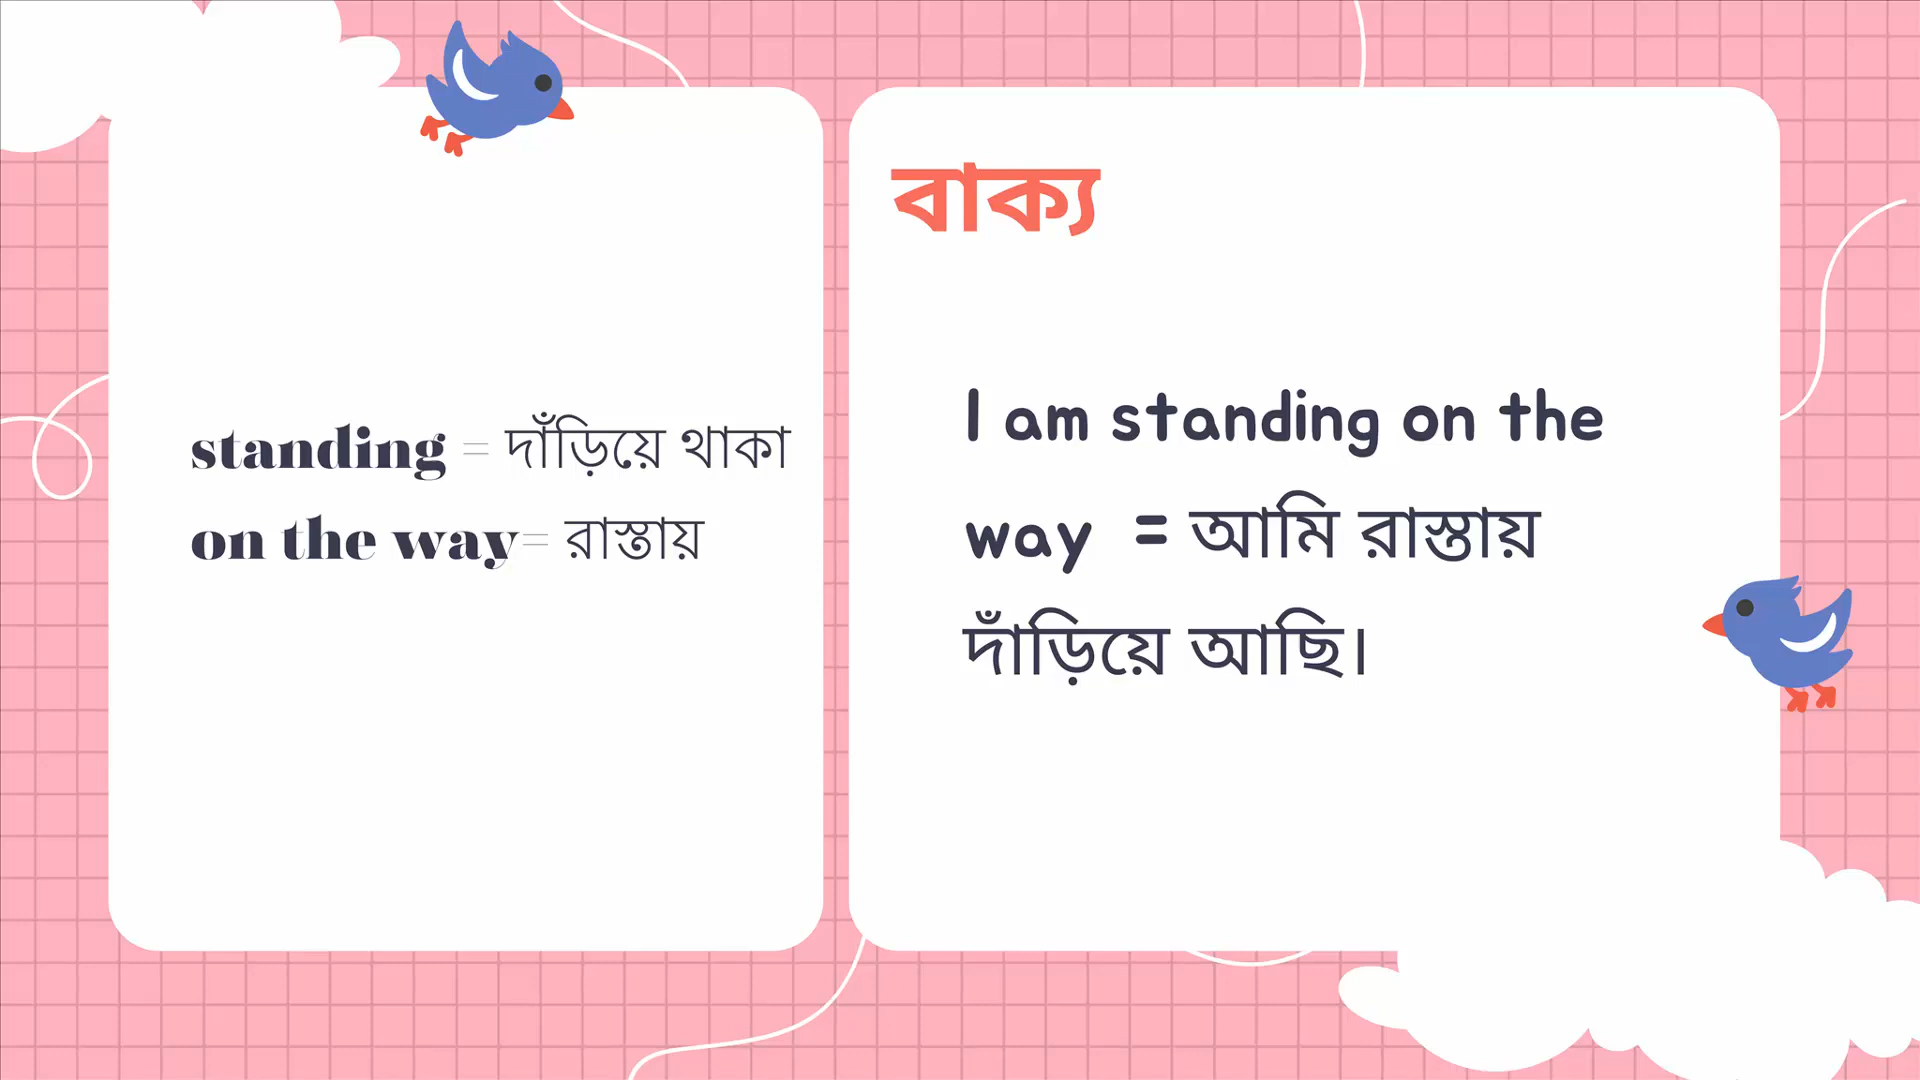 standing = দাঁড়িয়ে থাকা
on the way= রাস্তায়
বাক্য
I am standing on the
way = আমি রাস্তায়
দাঁড়িয়ে আছি।